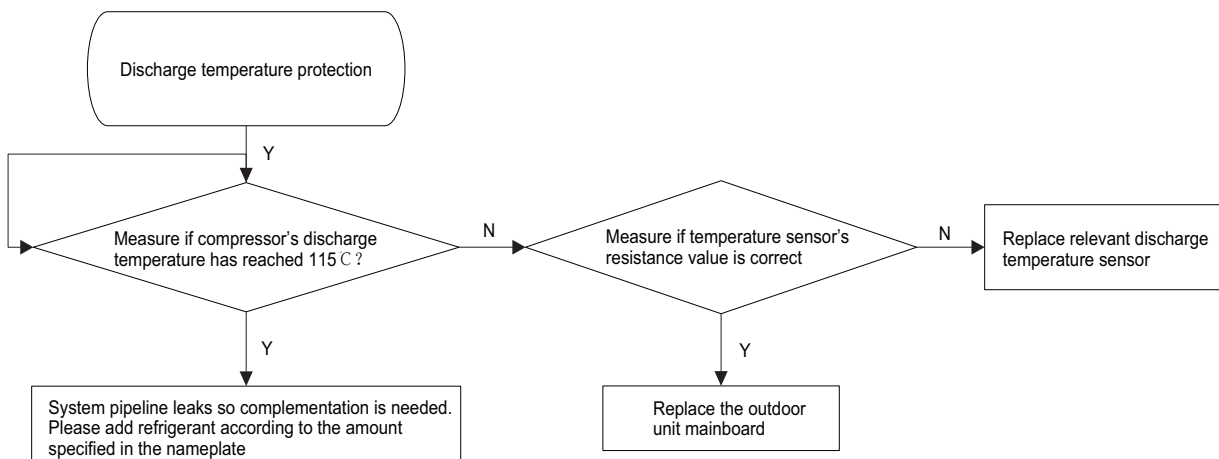 Discharge temperature protection
Y
Measure if compressor's discharge
temperature has reached 115℃?
N
Measure if temperature sensor's
resistance value is correct
N
Replace relevant discharge
temperature sensor
Y
System pipeline leaks so complementation is needed.
Please add refrigerant according to the amount
specified in the nameplate
Y
Replace the outdoor
unit mainboard